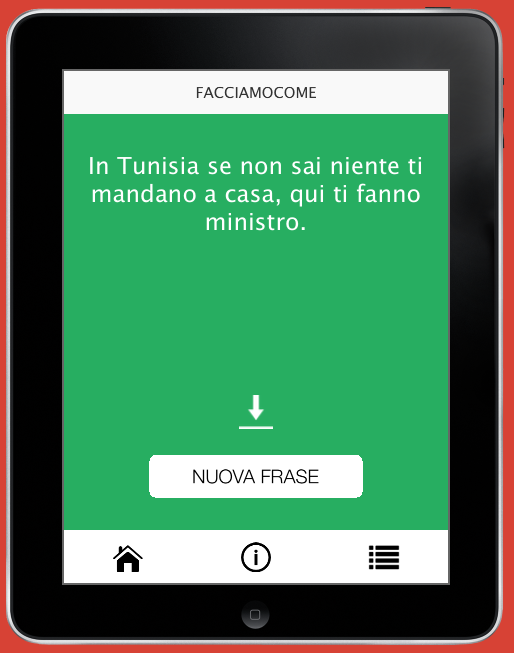 FACCIAMOCOME
In Tunisia se non sai niente ti
mandano a casa, qui ti fanno
ministro.
NUOVA FRASE